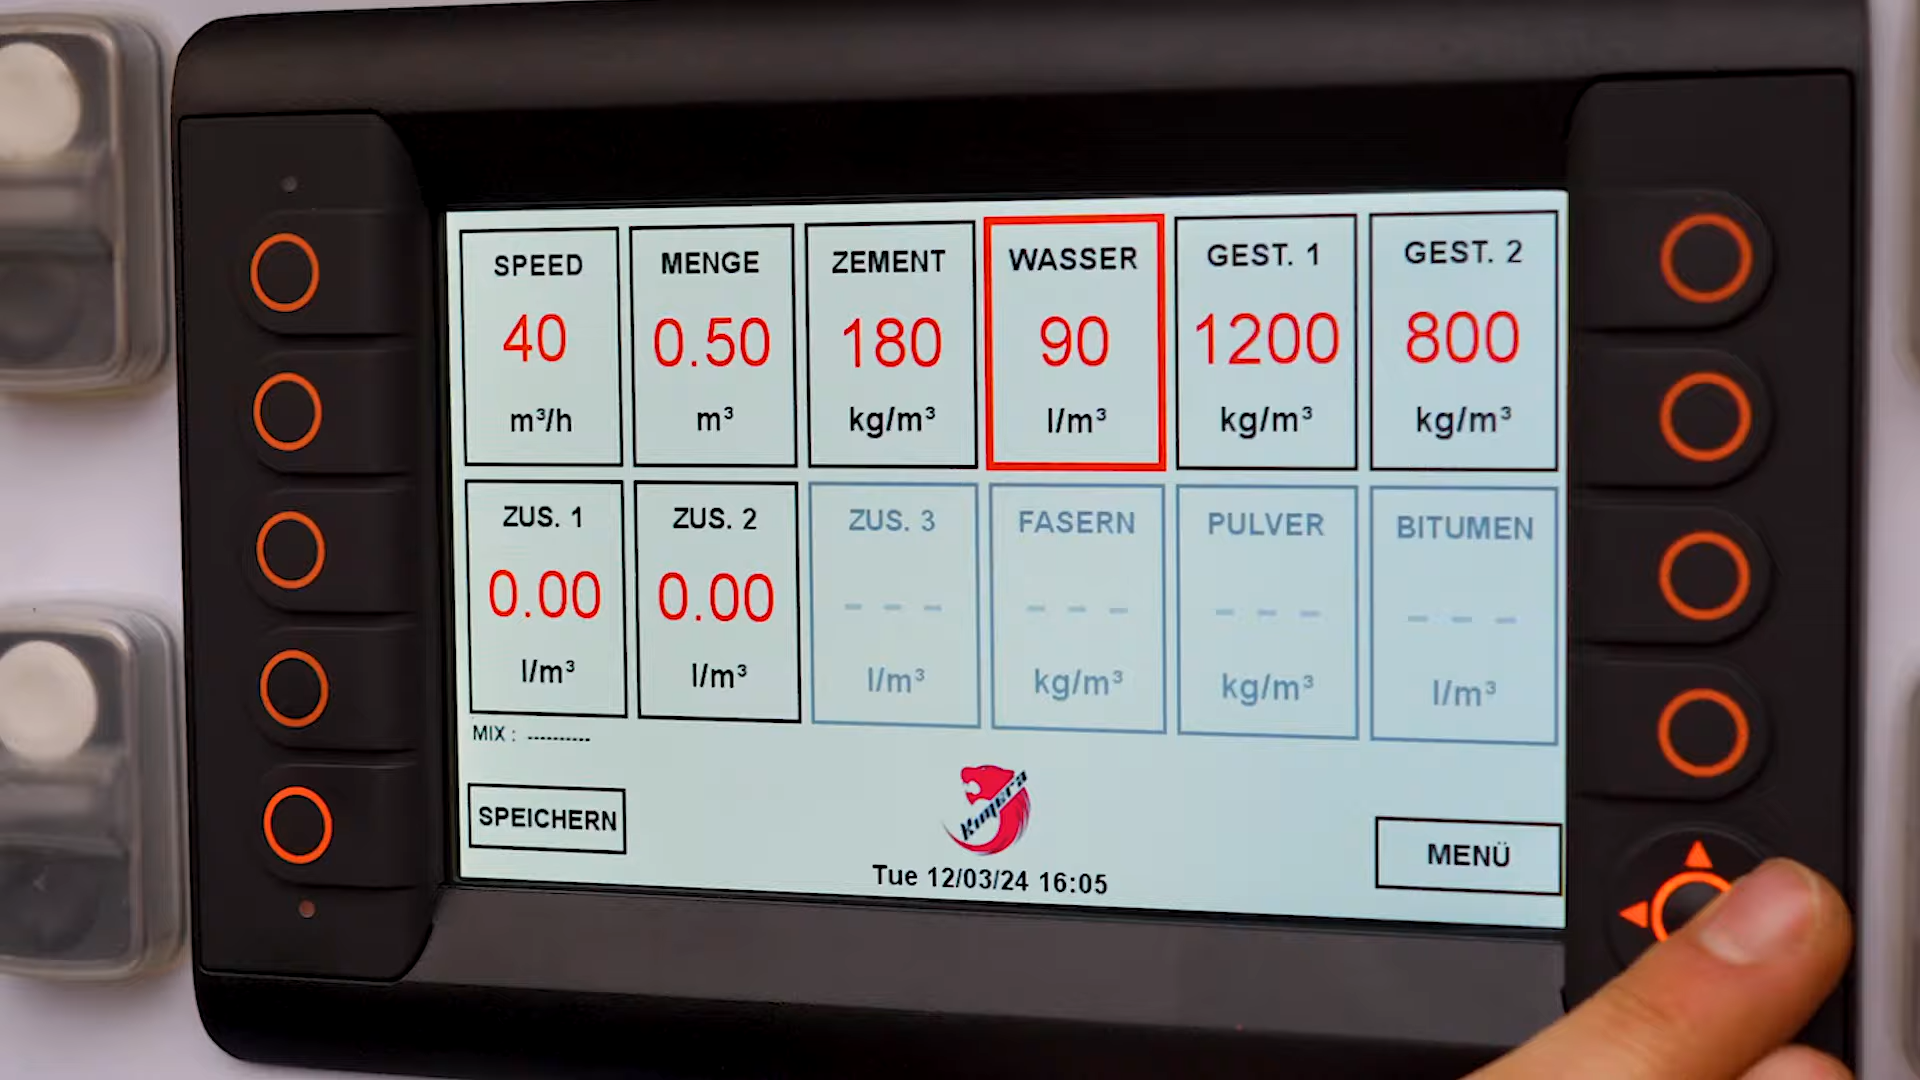 SPEED
40
m³/h
MENGE
0.50
m³
ZEMENT
180
kg/m³
WASSER
90
l/m³
GEST. 1
1200
kg/m³
GEST. 2
800
kg/m³
ZUS. 1
0.00
l/m³
ZUS. 2
0.00
l/m³
ZUS. 3
- - -
l/m³
FASERN
- - -
kg/m³
PULVER
- - -
kg/m³
BITUMEN
- - -
l/m³
MIX : ----------
SPEICHERN
Kimera
Tue 12/03/24 16:05
MENÜ